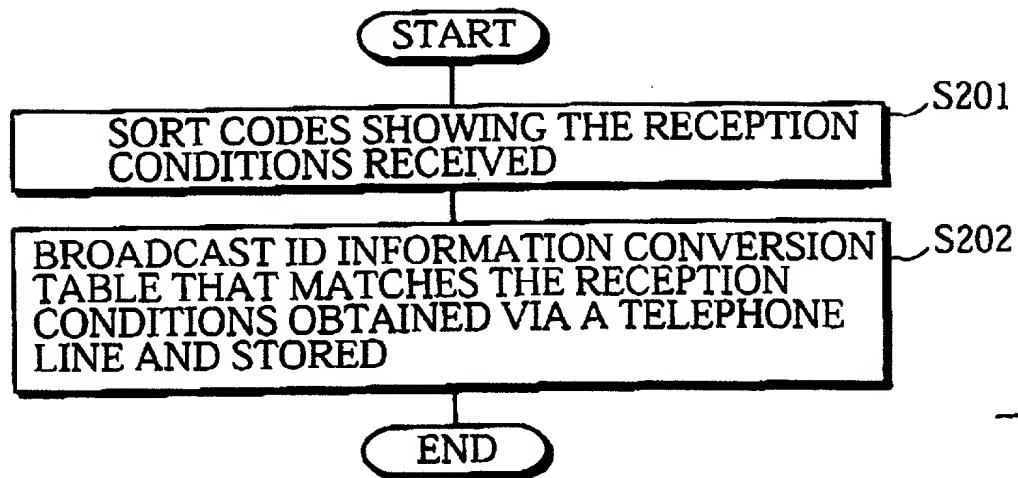 START
S201
SORT CODES SHOWING THE RECEPTION
CONDITIONS RECEIVED
S202
BROADCAST ID INFORMATION CONVERSION
TABLE THAT MATCHES THE RECEPTION
CONDITIONS OBTAINED VIA A TELEPHONE
LINE AND STORED
END